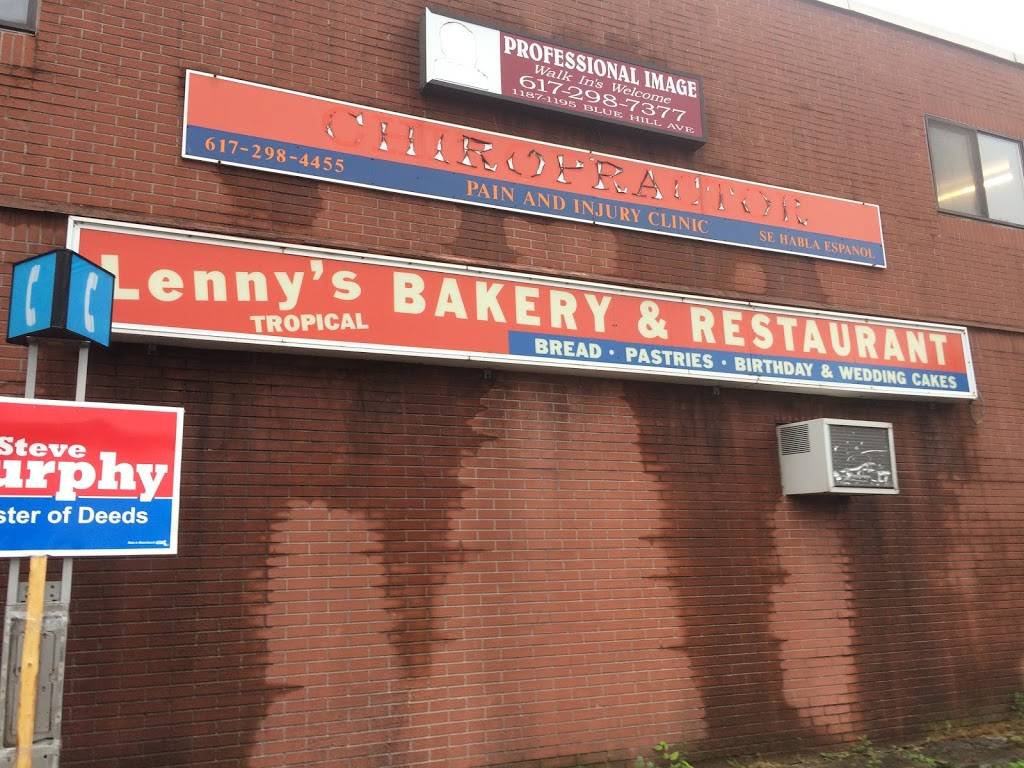 PROFESSIONAL IMAGE
Walk In's Welcome
617-298-7377
1187-1195 BLUE HILL AVE
CHIROPRACTOR
617-298-4455
PAIN AND INJURY CLINIC
SE HABLA ESPANOL
Lenny's BAKERY & RESTAURANT
TROPICAL
BREAD · PASTRIES · BIRTHDAY & WEDDING CAKES
Steve
urphy
ster of Deeds